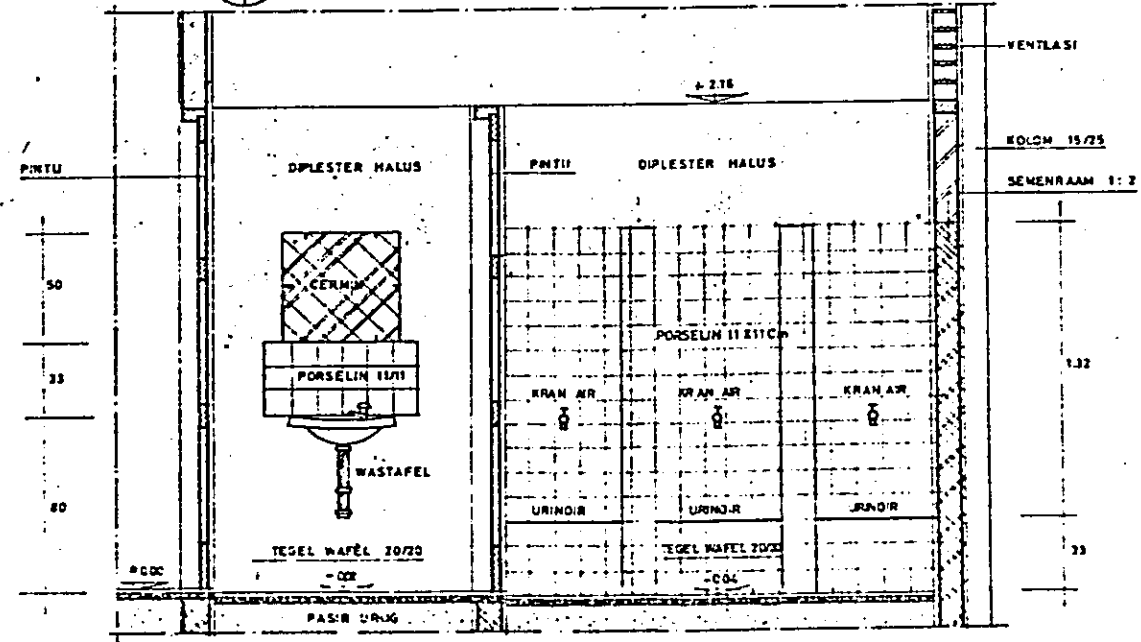 VENTLASI
+ 2.16
KOLOM 15/25
PINTU
DIPLESTER HALUS
PINTU
DIPLESTER HALUS
SEMENRAAM 1:2
50
CERMIN
PORSELIN 11 X 11 Cm
33
PORSELIN 11/11
1.32
KRAN AIR
KRAN AIR
KRAN AIR
WASTAFEL
80
URINOIR
URINOIR
URINOIR
TEGEL WAFEL 20/20
TEGEL WAFEL 20/20
33
-0.04
PASIR URUG